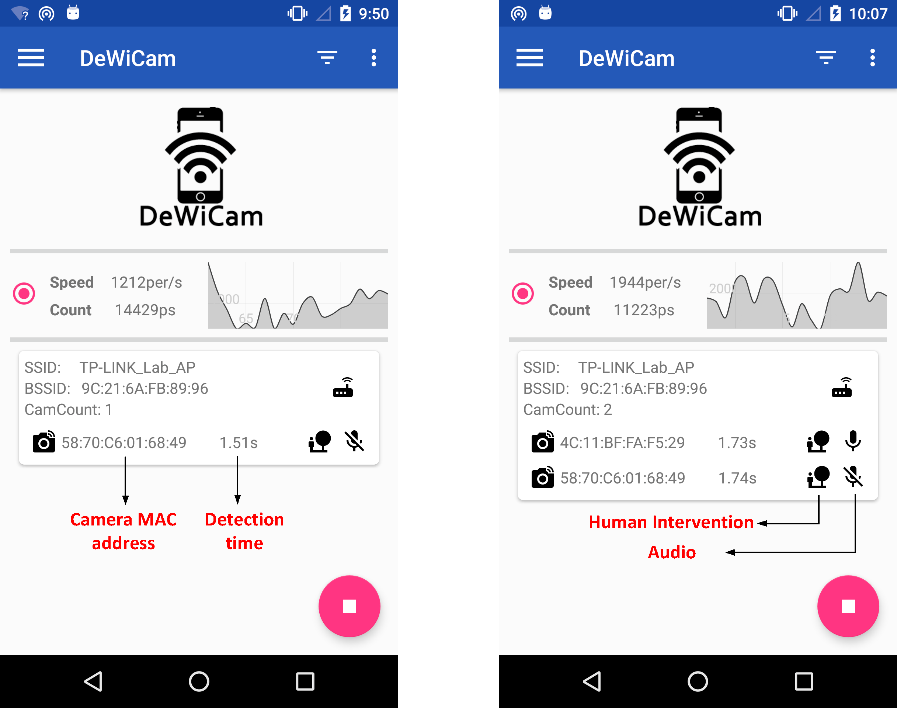 9:50
DeWiCam
DeWiCam
Speed 1212per/s
Count 14429ps
200
65 76
SSID: TP-LINK_Lab_AP
BSSID: 9C:21:6A:FB:89:96
CamCount: 1
58:70:C6:01:68:49 1.51s
Camera MAC address
Detection time
10:07
DeWiCam
DeWiCam
Speed 1944per/s
Count 11223ps
200
SSID: TP-LINK_Lab_AP
BSSID: 9C:21:6A:FB:89:96
CamCount: 2
4C:11:BF:FA:F5:29 1.73s
58:70:C6:01:68:49 1.74s
Human Intervention
Audio